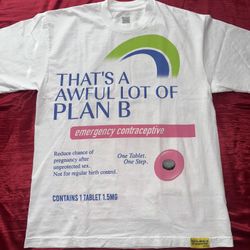 THAT'S A
AWFUL LOT OF
PLAN B
emergency contraceptive
Reduce chance of
pregnancy after
unprotected sex.
Not for regular birth control.
One Tablet.
One Step.
CONTAINS 1 TABLET 1.5MG